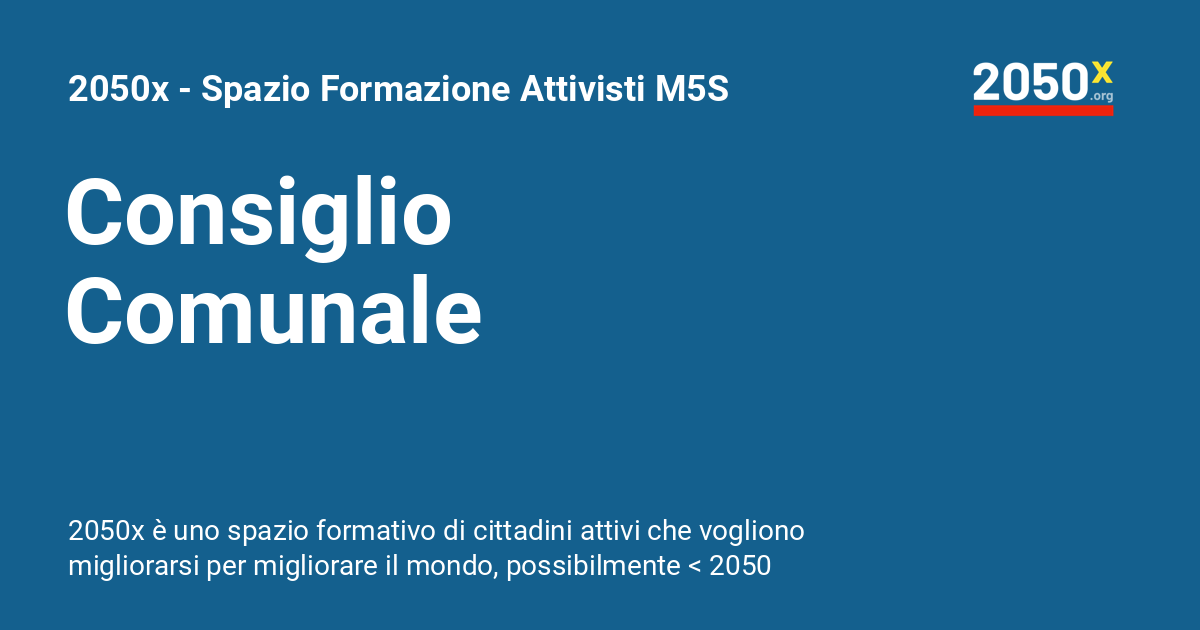 2050x - Spazio Formazione Attivisti M5S
2050x
.org
Consiglio
Comunale
2050x è uno spazio formativo di cittadini attivi che vogliono
migliorarsi per migliorare il mondo, possibilmente < 2050